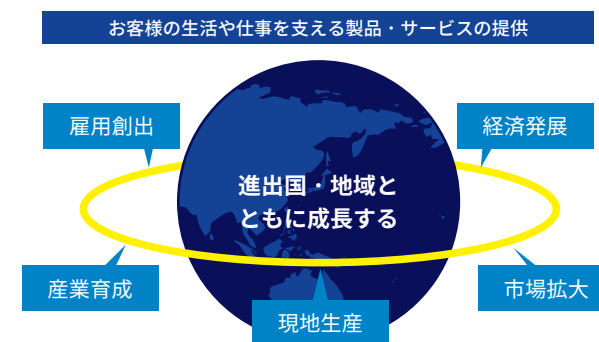 お客様の生活や仕事を支える製品・サービスの提供
雇用創出
経済発展
進出国・地域と
ともに成長する
産業育成
市場拡大
現地生産